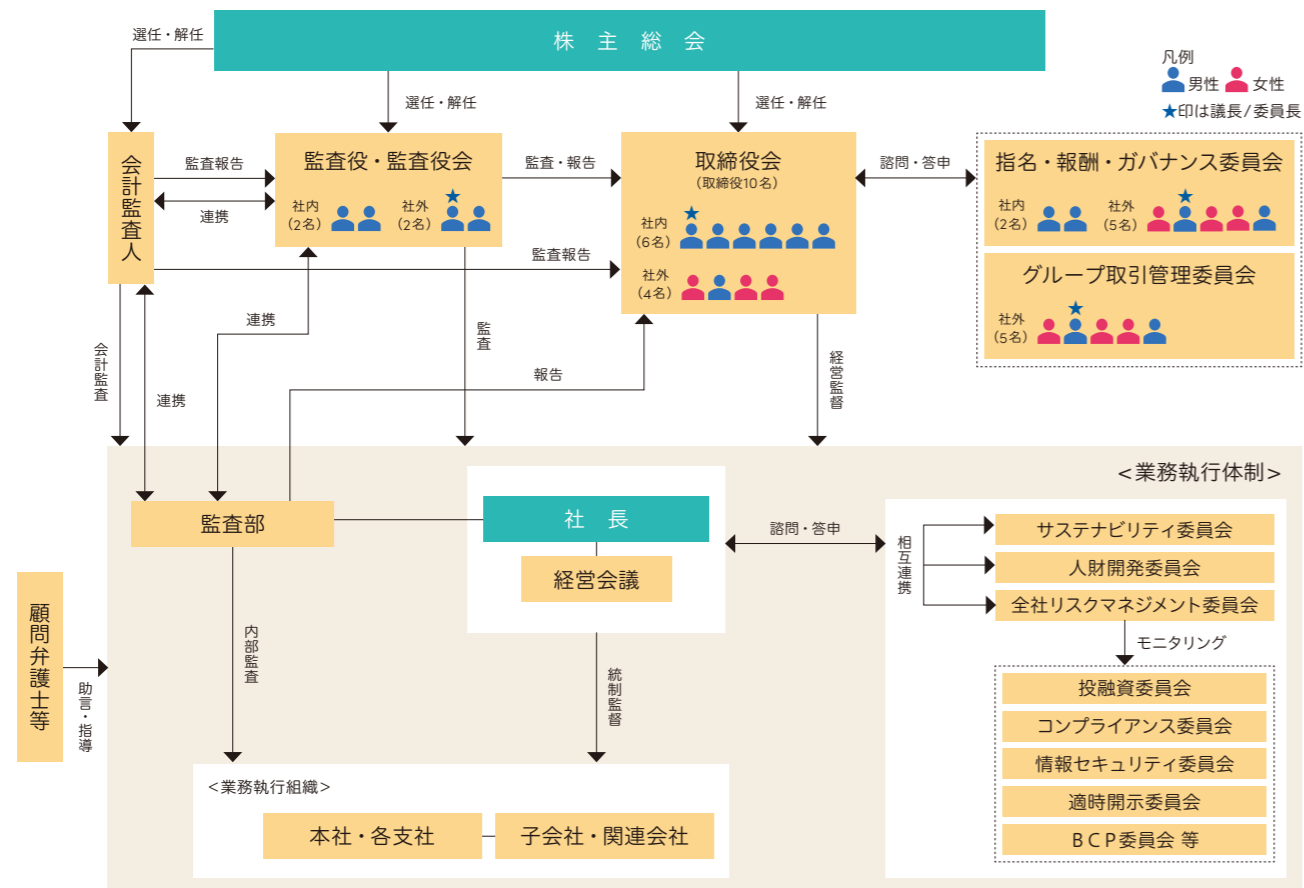 株主総会
選任・解任
選任・解任
選任・解任
凡例
男性 女性
★印は議長/委員長
会計監査人
監査報告
連携
監査役・監査役会
社内
(2名)
社外
(2名)
★
監査・報告
監査報告
取締役会
(取締役10名)
★
社内
(6名)
社外
(4名)
諮問・答申
指名・報酬・ガバナンス委員会
社内
(2名)
社外
(5名)
★
グループ取引管理委員会
社外
(5名)
★
会計監査
連携
連携
監査
報告
経営監督
<業務執行体制>
監査部
社長
経営会議
諮問・答申
相互連携
サステナビリティ委員会
人財開発委員会
全社リスクマネジメント委員会
モニタリング
投融資委員会
コンプライアンス委員会
情報セキュリティ委員会
適時開示委員会
BCP委員会 等
顧問弁護士等
助言・指導
内部監査
統制監督
<業務執行組織>
本社・各支社
子会社・関連会社